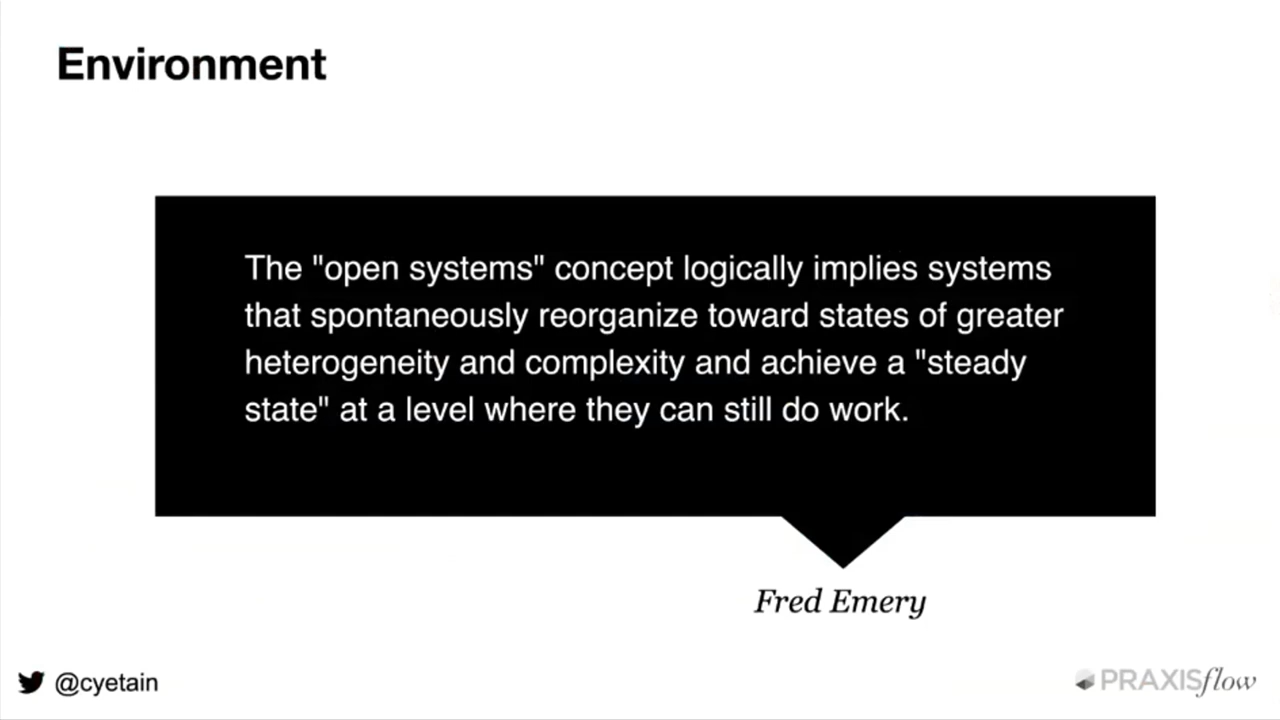 Environment
The "open systems" concept logically implies systems
that spontaneously reorganize toward states of greater
heterogeneity and complexity and achieve a "steady
state" at a level where they can still do work.
Fred Emery
@cyetain
PRAXISflow